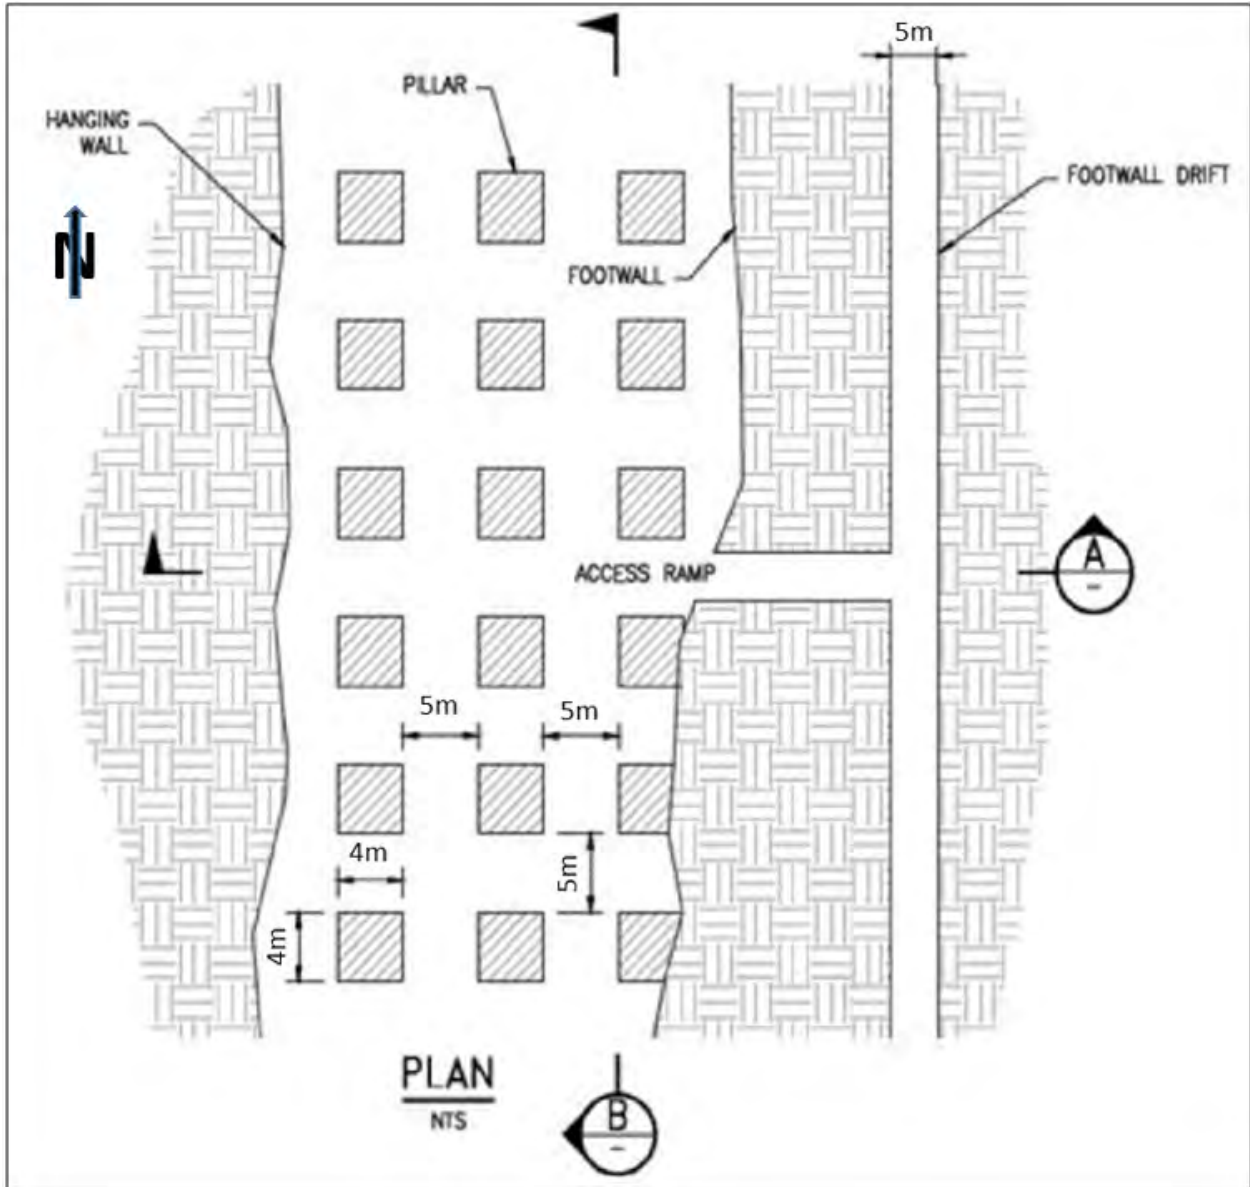 5m
PILLAR
HANGING
WALL
FOOTWALL DRIFT
N
FOOTWALL
A
-
ACCESS RAMP
5m
5m
4m
5m
4m
PLAN
NTS
B
-